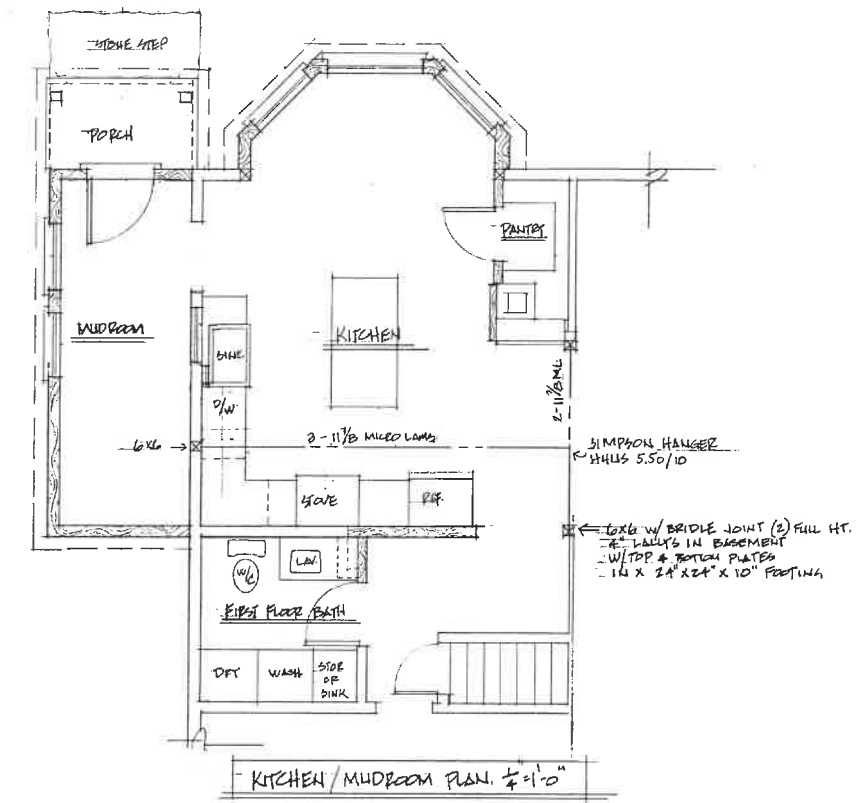 STONE STEP
PORCH
PANTRY
MUDROOM
KITCHEN
SINK
D/W
2-11 7/8 ML
6x6
2-11 7/8 MICRO LAMS
SIMPSON HANGER
HHUS 5.50/10
STOVE
REF.
6x6 W/ BRIDLE JOINT (2) FULL HT.
4" LALLYS IN BASEMENT
W/TOP & BOTTOM PLATES
IN X 24"X24"X10" FOOTING
W/C
LAV.
FIRST FLOOR BATH
DRY
WASH
STOR
OR
SINK
KITCHEN/MUDROOM PLAN. 1/4"=1'-0"